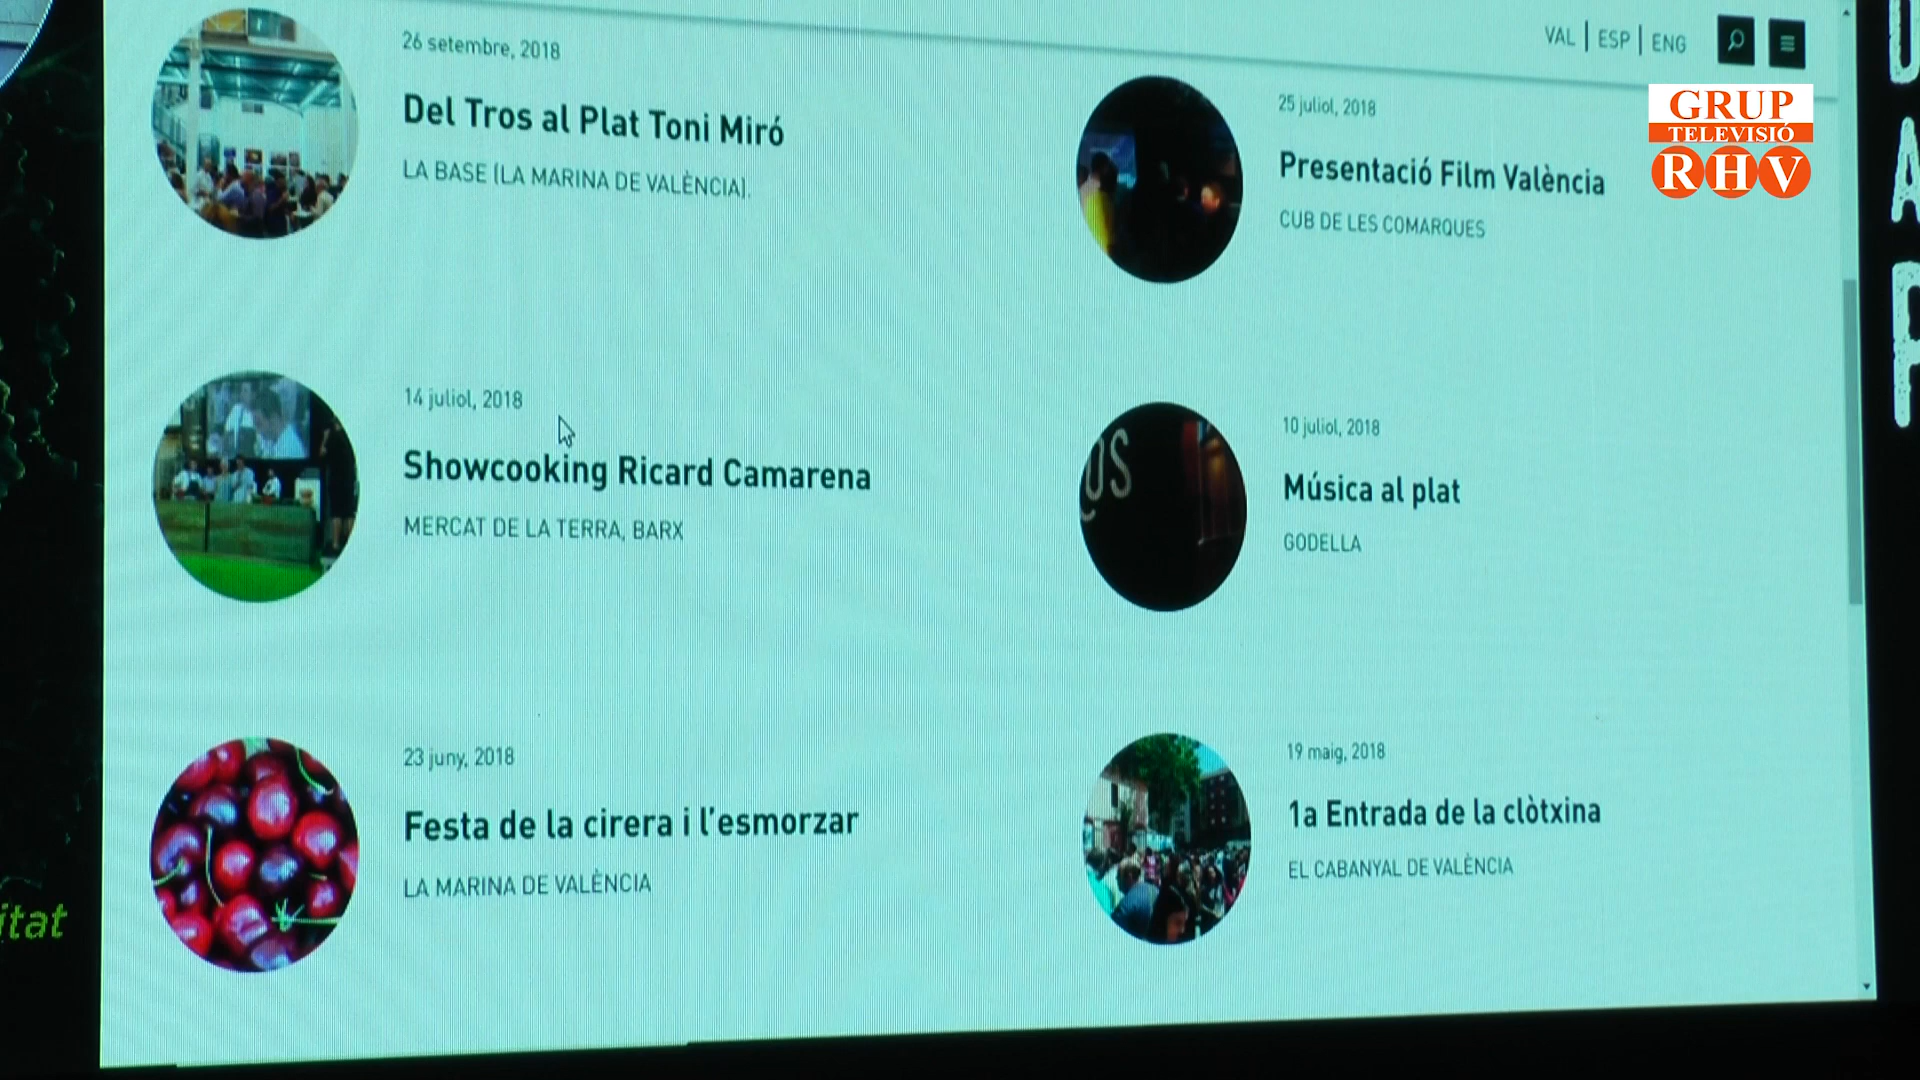 VAL | ESP | ENG
GRUP
TELEVISIÓ
RHV
26 setembre, 2018
Del Tros al Plat Toni Miró
LA BASE (LA MARINA DE VALÈNCIA).
25 juliol, 2018
Presentació Film València
CUB DE LES COMARQUES
14 juliol, 2018
Showcooking Ricard Camarena
MERCAT DE LA TERRA, BARX
10 juliol, 2018
Música al plat
GODELLA
23 juny, 2018
Festa de la cirera i l'esmorzar
LA MARINA DE VALÈNCIA
19 maig, 2018
1a Entrada de la clòtxina
EL CABANYAL DE VALÈNCIA
itat